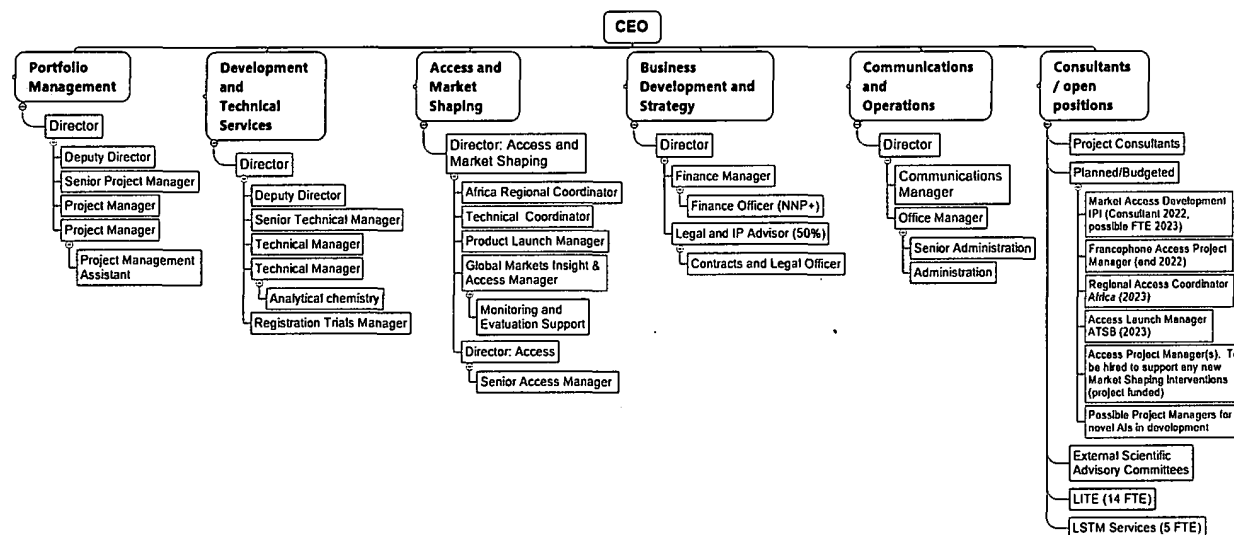 CEO
Portfolio
Management
Director
Deputy Director
Senior Project Manager
Project Manager
Project Manager
Project Management
Assistant
Development
and
Technical
Services
Director
Deputy Director
Senior Technical Manager
Technical Manager
Technical Manager
Analytical chemistry
Registration Trials Manager
Access and
Market
Shaping
Director: Access and
Market Shaping
Africa Regional Coordinator
Technical Coordinator
Product Launch Manager
Global Markets Insight &
Access Manager
Monitoring and
Evaluation Support
Director: Access
Senior Access Manager
Business
Development and
Strategy
Director
Finance Manager
Finance Officer (NNP+)
Legal and IP Advisor (50%)
Contracts and Legal Officer
Communications
and
Operations
Director
Communications
Manager
Office Manager
Senior Administration
Administration
Consultants
/ open
positions
Project Consultants
Planned/Budgeted
Market Access Development
IPI (Consultant 2022,
possible FTE 2023)
Francophone Access Project
Manager (end 2022)
Regional Access Coordinator
Africa (2023)
Access Launch Manager
ATSB (2023)
Access Project Manager(s). T
be hired to support any new
Market Shaping Interventions
(project funded)
Possible Project Managers for
novel AIs in development
External Scientific
Advisory Committees
LITE (14 FTE)
LSTM Services (5 FTE)